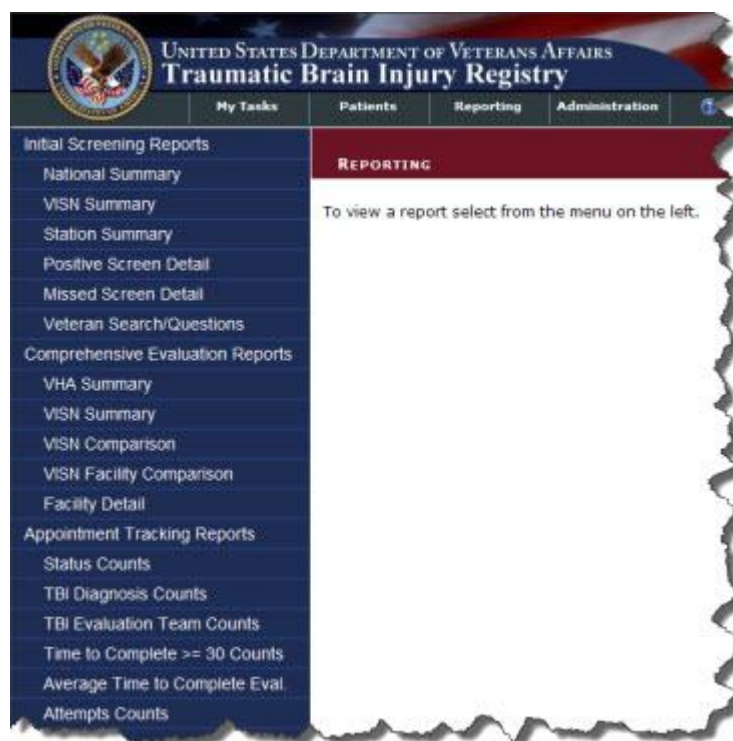 UNITED STATES DEPARTMENT OF VETERANS AFFAIRS
Traumatic Brain Injury Registry
My Tasks Patients Reporting Administration
Initial Screening Reports
National Summary
VISN Summary
Station Summary
Positive Screen Detail
Missed Screen Detail
Veteran Search/Questions
Comprehensive Evaluation Reports
VHA Summary
VISN Summary
VISN Comparison
VISN Facility Comparison
Facility Detail
Appointment Tracking Reports
Status Counts
TBI Diagnosis Counts
TBI Evaluation Team Counts
Time to Complete >= 30 Counts
Average Time to Complete Eval.
Attempts Counts
REPORTING
To view a report select from the menu on the left.